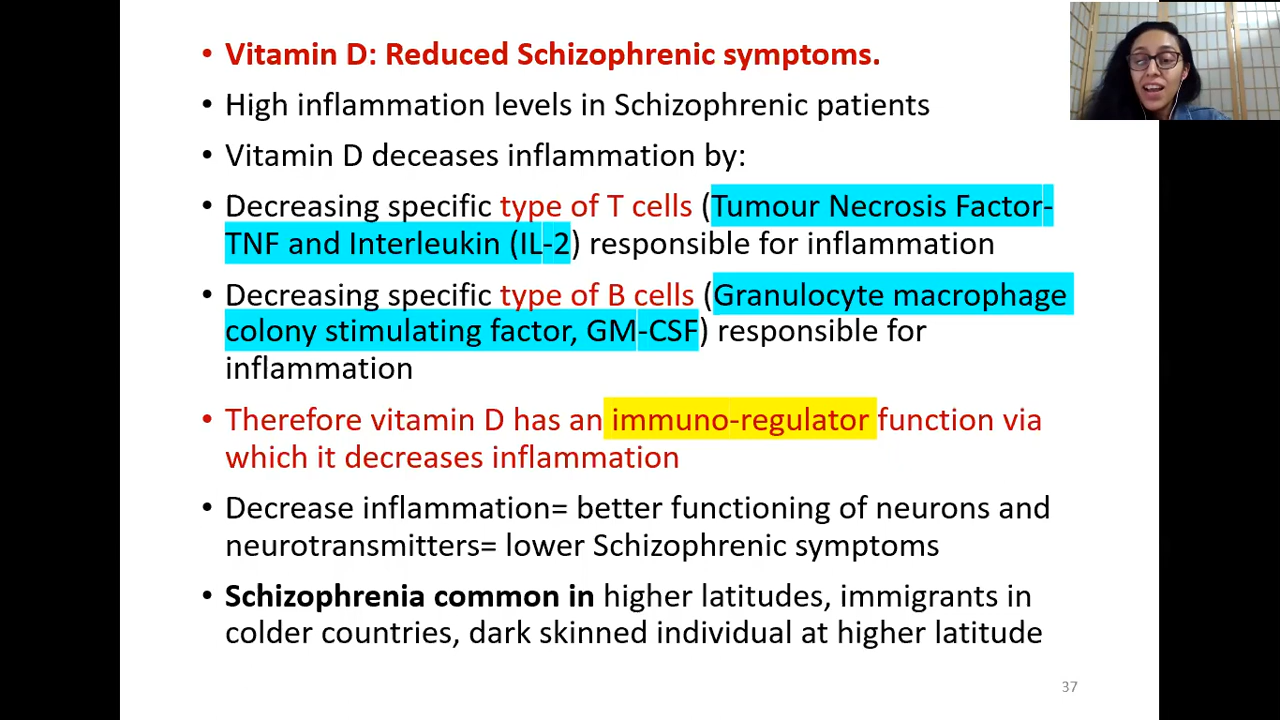 • Vitamin D: Reduced Schizophrenic symptoms.
• High inflammation levels in Schizophrenic patients
• Vitamin D deceases inflammation by:
• Decreasing specific type of T cells (Tumour Necrosis Factor-
TNF and Interleukin (IL-2) responsible for inflammation
• Decreasing specific type of B cells (Granulocyte macrophage
colony stimulating factor, GM-CSF) responsible for
inflammation
• Therefore vitamin D has an immuno-regulator function via
which it decreases inflammation
• Decrease inflammation= better functioning of neurons and
neurotransmitters= lower Schizophrenic symptoms
• Schizophrenia common in higher latitudes, immigrants in
colder countries, dark skinned individual at higher latitude
37